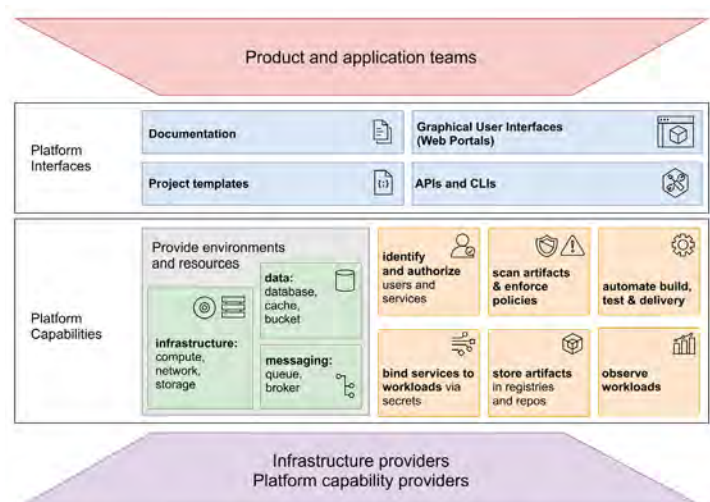 Product and application teams
Platform
Interfaces
Documentation
Graphical User Interfaces
(Web Portals)
Project templates
{;}
APIs and CLIs
Platform
Capabilities
Provide environments
and resources
infrastructure:
compute,
network,
storage
data:
database,
cache,
bucket
messaging:
queue,
broker
identify
and authorize
users and
services
scan artifacts
& enforce
policies
automate build,
test & delivery
bind services to
workloads via
secrets
store artifacts
in registries
and repos
observe
workloads
Infrastructure providers
Platform capability providers